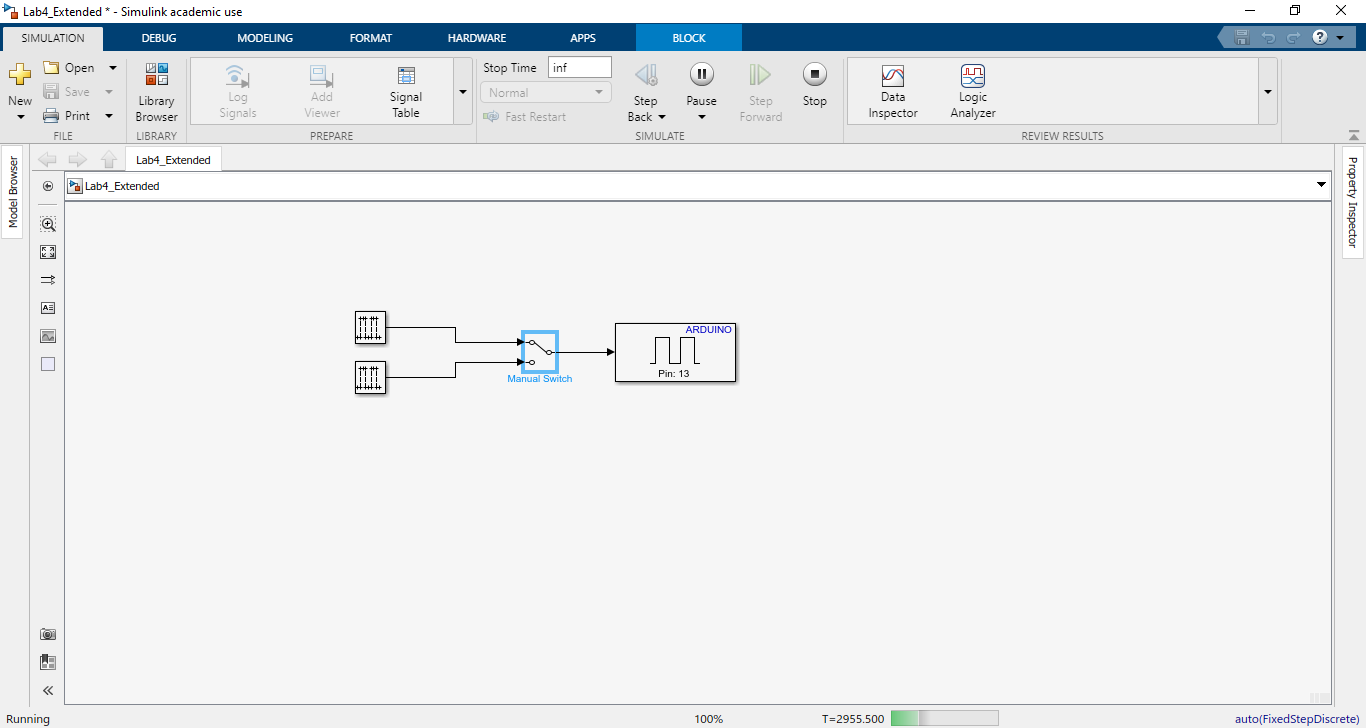 Lab4_Extended * - Simulink academic use
SIMULATION DEBUG MODELING FORMAT HARDWARE APPS BLOCK
New
Open
Save
Print
FILE
Library
Browser
LIBRARY
Log
Signals
Add
Viewer
Signal
Table
PREPARE
Stop Time inf
Normal
Fast Restart
Step
Back
Pause
Step
Forward
Stop
SIMULATE
Data
Inspector
Logic
Analyzer
REVIEW RESULTS
Model Browser
Lab4_Extended
Lab4_Extended
Property Inspector
Manual Switch
ARDUINO
Pin: 13
Running 100% T=2955.500 auto(FixedStepDiscrete)